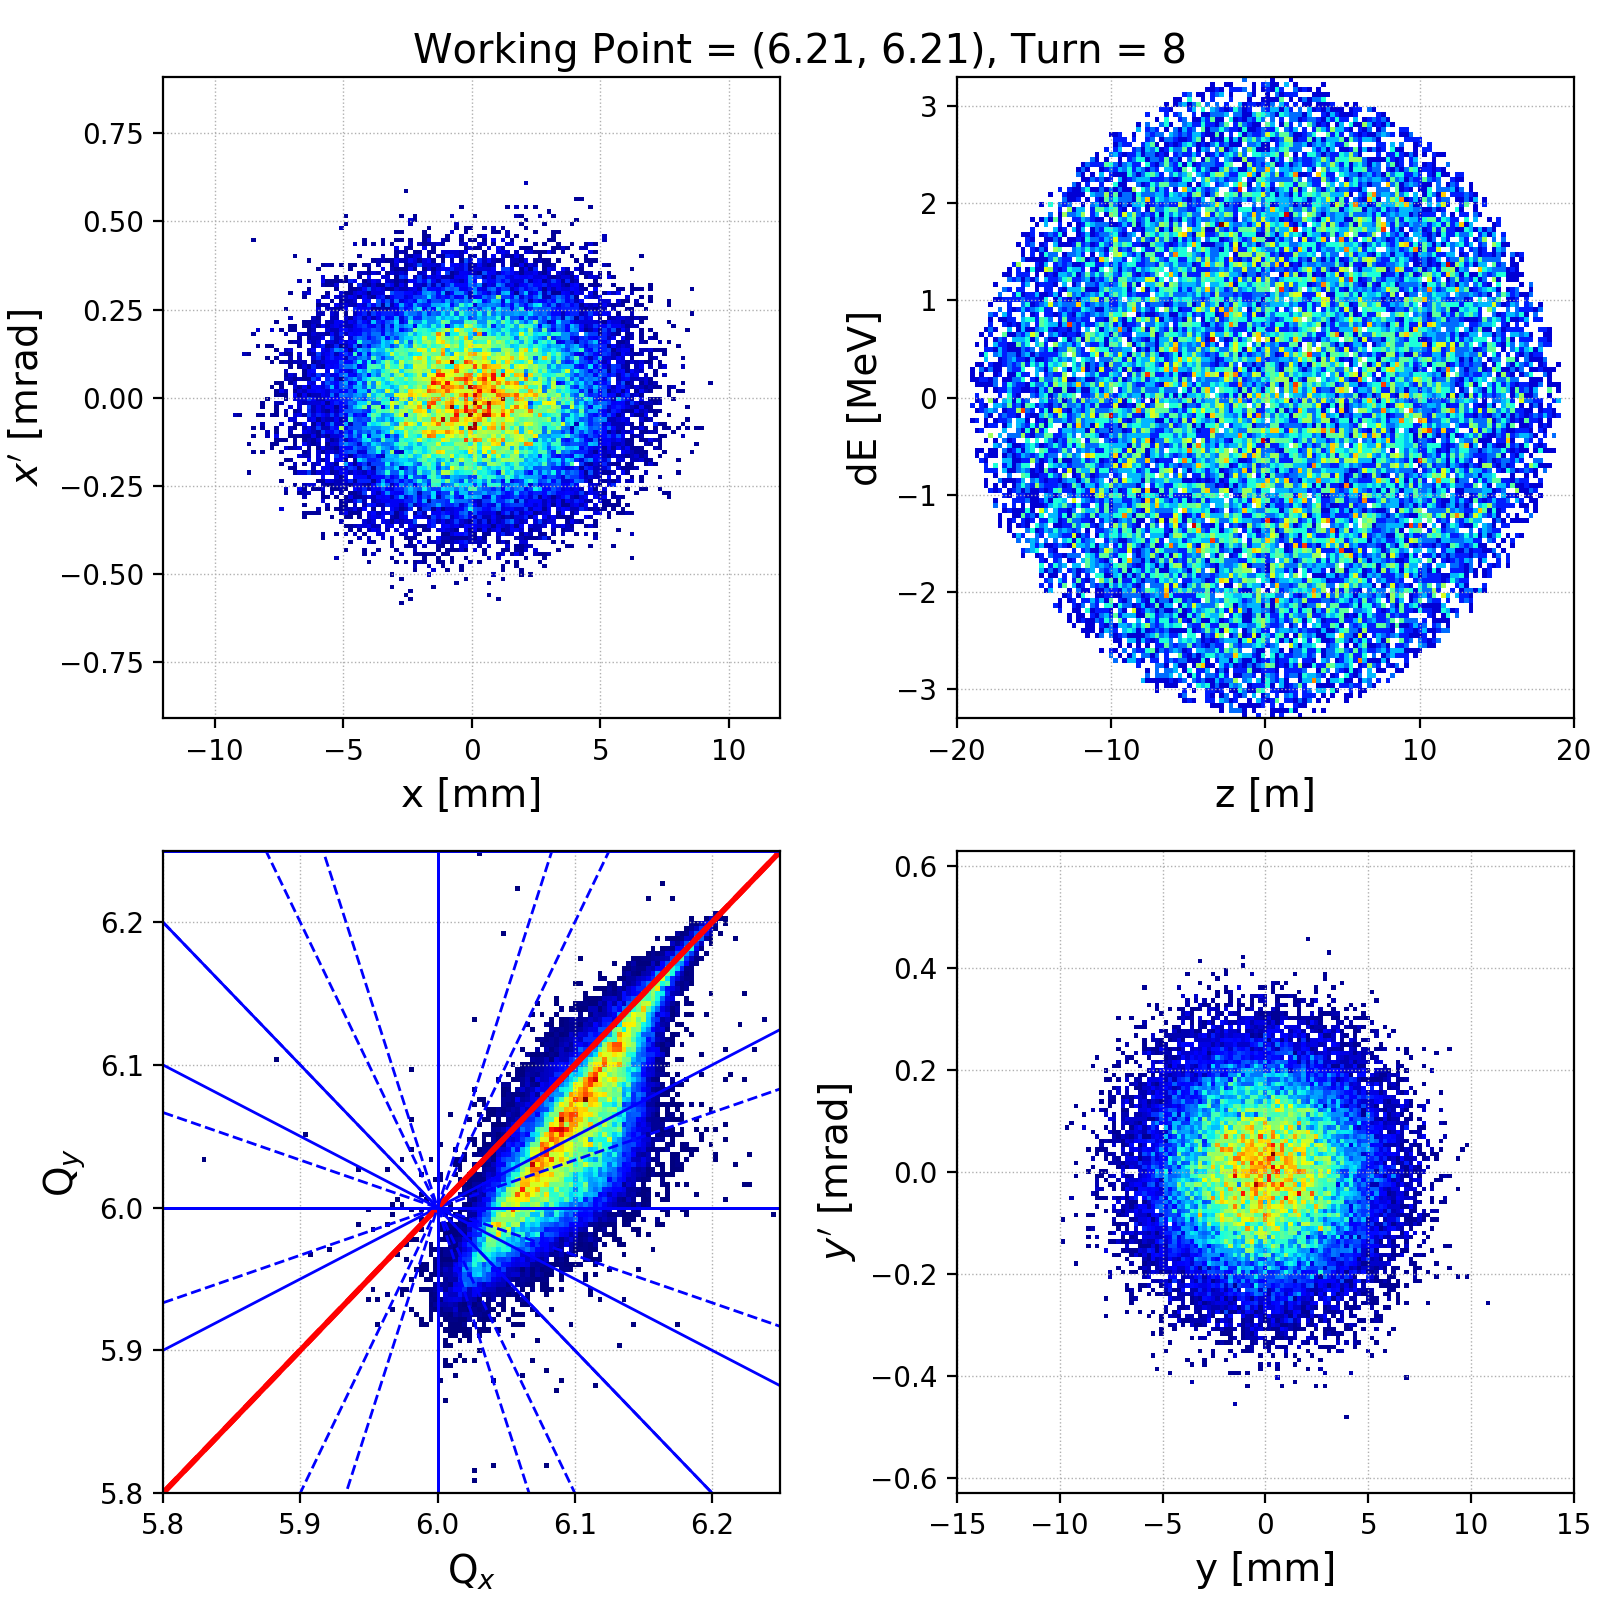 Working Point = (6.21, 6.21), Turn = 8
0.75
0.50
0.25
0.00
−0.25
−0.50
−0.75
x′ [mrad]
−10 −5 0 5 10
x [mm]
3
2
1
0
−1
−2
−3
dE [MeV]
−20 −10 0 10 20
z [m]
6.2
6.1
6.0
5.9
5.8
Qy
5.8 5.9 6.0 6.1 6.2
Qx
0.6
0.4
0.2
0.0
−0.2
−0.4
−0.6
y′ [mrad]
−15 −10 −5 0 5 10 15
y [mm]